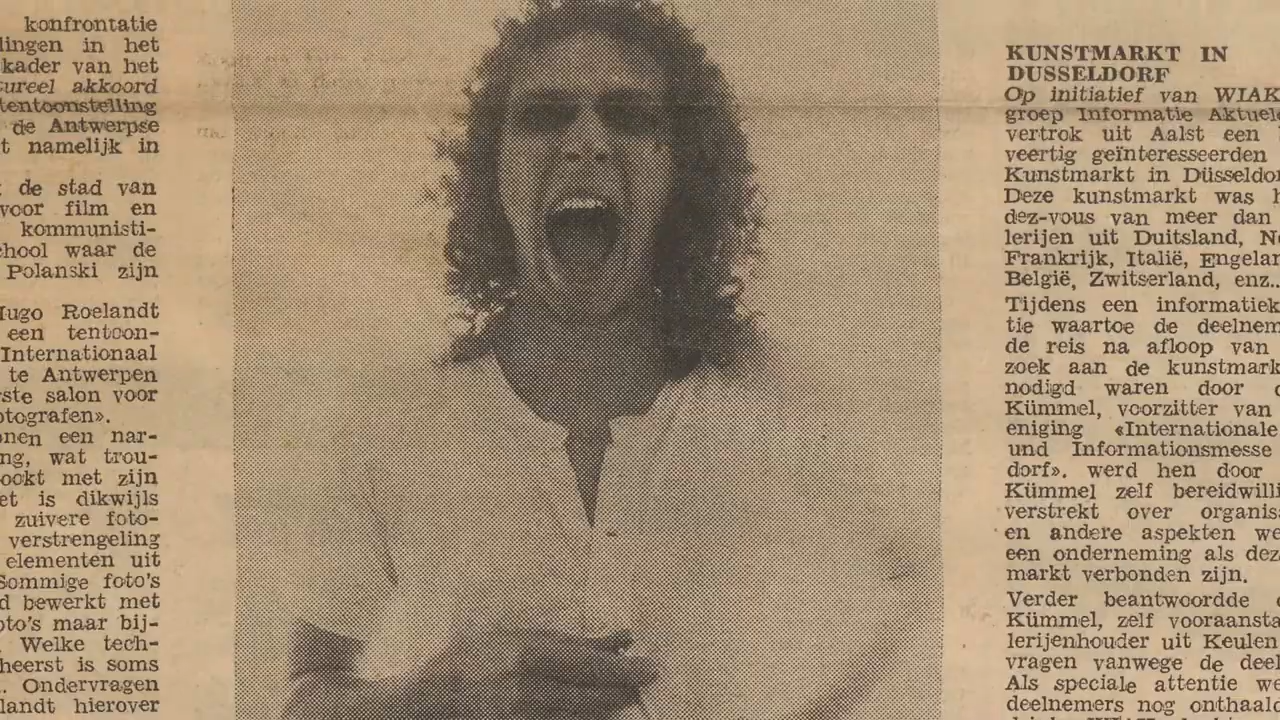 konfrontatie
lingen in het
kader van het
ureel akkoord
tentoonstelling
de Antwerpse
t namelijk in
de stad van
voor film en
kommunisti-
chool waar de
Polanski zijn
Hugo Roelandt
een tentoon-
Internationaal
te Antwerpen
rste salon voor
otografen».
onen een nar-
ng, wat trou-
ookt met zijn
et is dikwijls
zuivere foto-
verstrengeling
elementen uit
Sommige foto's
d bewerkt met
oto's maar bij-
Welke tech-
heerst is soms
. Ondervragen
landt hierover
KUNSTMARKT IN
DUSSELDORF
Op initiatief van WIAK
groep Informatie Aktuele
vertrok uit Aalst een
veertig geïnteresseerden
Kunstmarkt in Düsseldor
Deze kunstmarkt was h
dez-vous van meer dan
lerijen uit Duitsland, Ne
Frankrijk, Italië, Engelan
België, Zwitserland, enz..
Tijdens een informatiek
tie waartoe de deelnem
de reis na afloop van
zoek aan de kunstmark
nodigd waren door d
Kümmel, voorzitter van
eniging «Internationale
und Informationsmesse
dorf». werd hen door
Kümmel zelf bereidwilli
verstrekt over organis
en andere aspekten we
een onderneming als dez
markt verbonden zijn.
Verder beantwoordde d
Kümmel, zelf vooraansta
lerijenhouder uit Keulen
vragen vanwege de deel
Als speciale attentie we
deelnemers nog onthaald